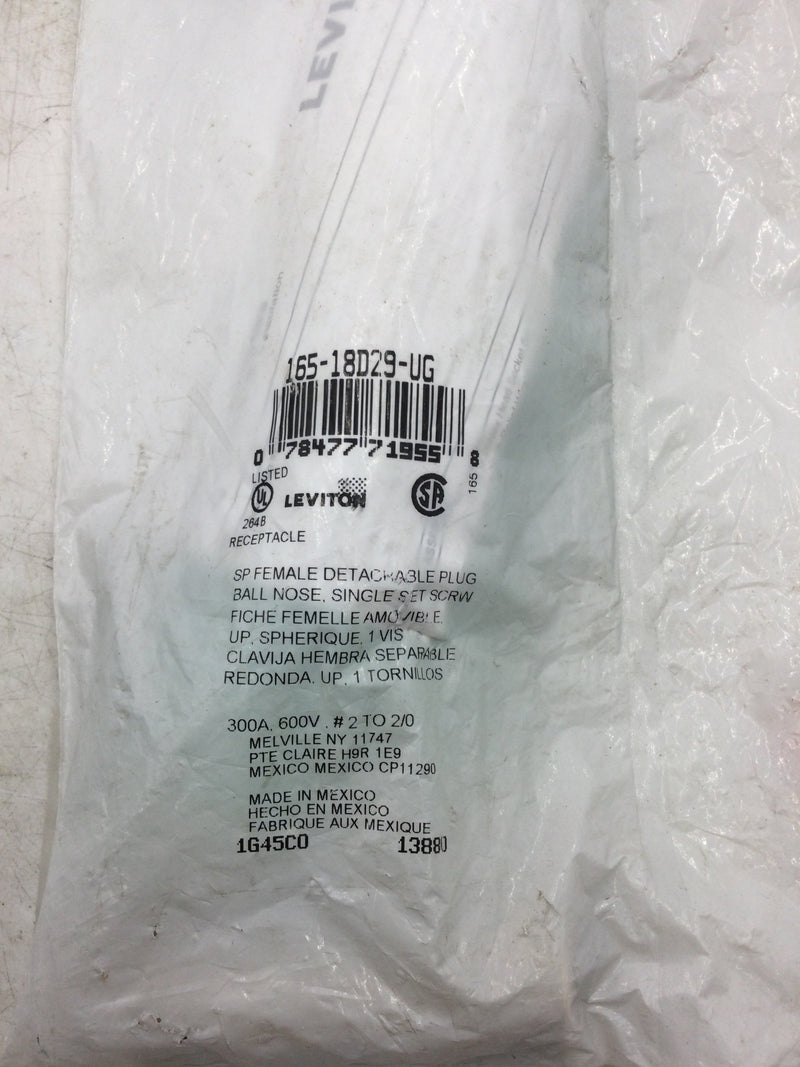 LEVI
165-18D29-UG
0 78477 71955 8
LISTED
UL
LEVITON
SA
165
264B
RECEPTACLE
SP FEMALE DETACHABLE PLUG
BALL NOSE, SINGLE SET SCRW
FICHE FEMELLE AMOVIBLE,
UP, SPHERIQUE, 1 VIS
CLAVIJA HEMBRA SEPARABLE
REDONDA, UP, 1 TORNILLOS
300A, 600V , # 2 TO 2/0
MELVILLE NY 11747
PTE CLAIRE H9R 1E9
MEXICO MEXICO CP11290
MADE IN MEXICO
HECHO EN MEXICO
FABRIQUE AUX MEXIQUE
1G45CO 13880